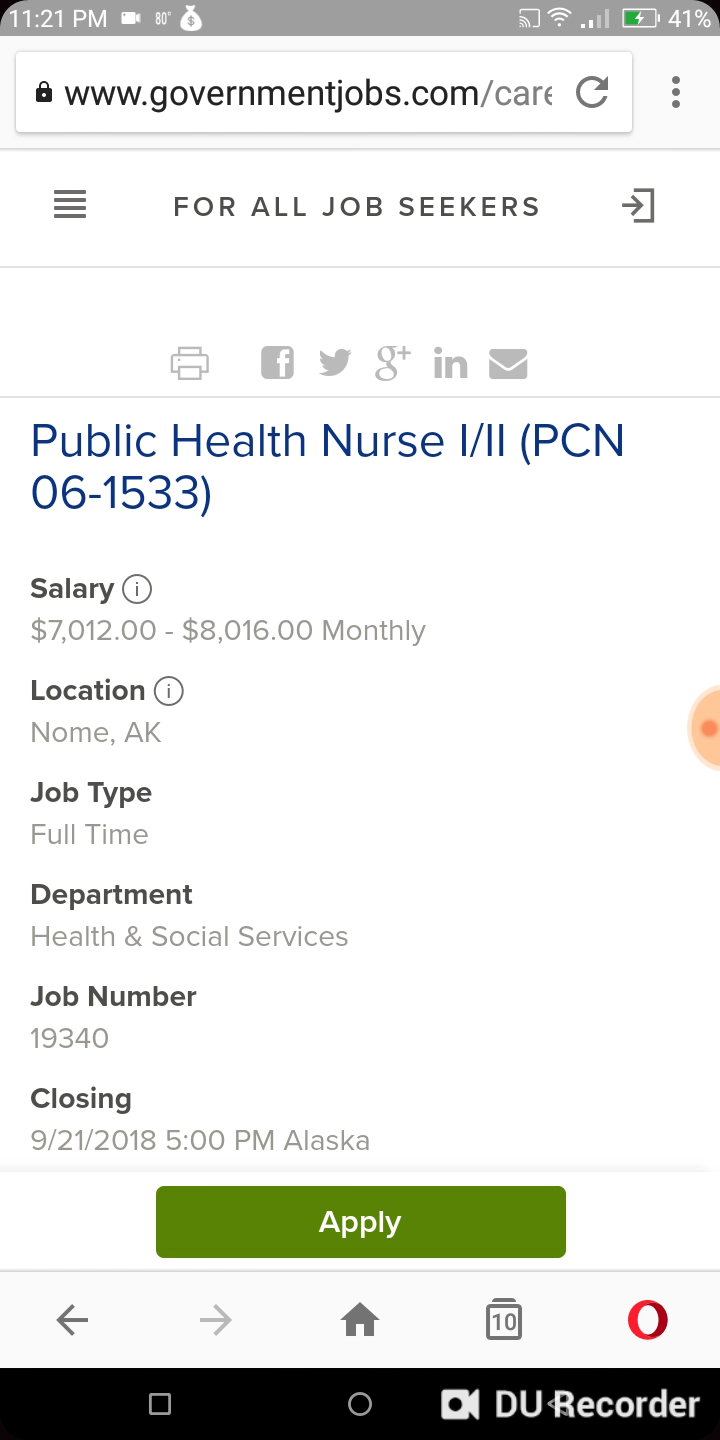 11:21 PM 80° $ 41%
www.governmentjobs.com/care
FOR ALL JOB SEEKERS
f g+ in
Public Health Nurse I/II (PCN
06-1533)
Salary i
$7,012.00 - $8,016.00 Monthly
Location i
Nome, AK
Job Type
Full Time
Department
Health & Social Services
Job Number
19340
Closing
9/21/2018 5:00 PM Alaska
Apply
10
DU Recorder